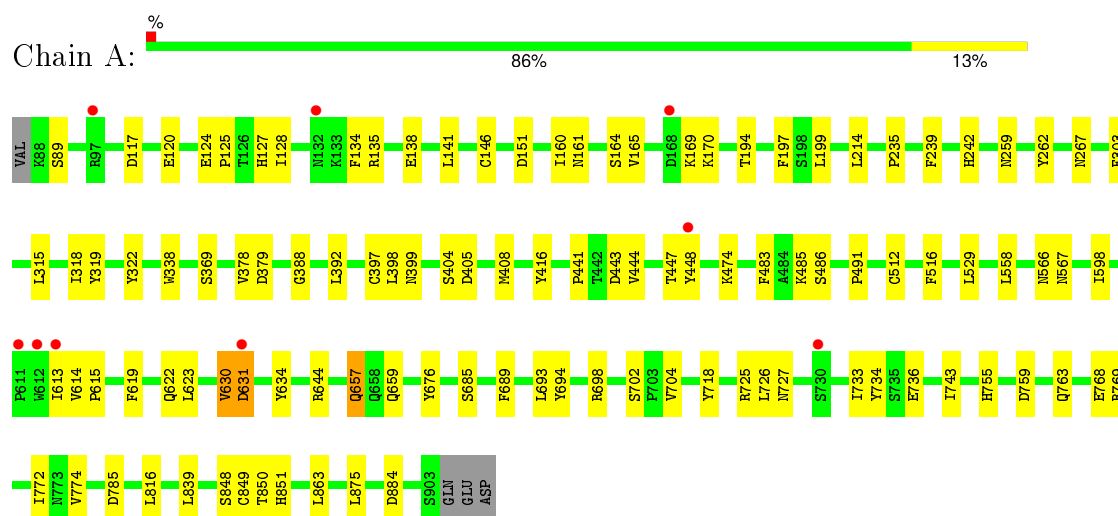 %
Chain A:
86% 13%
VAL K88 S89 R97 D117 E120 E124 P125 T126 H127 I128 N132 K133 F134 R135 E138 L141 C146 D151 I160 N161 S164 V165 D168 K169 K170 T194 F197 S198 L199 L214 P235 F239 H242 N259 Y262 N267
L315 I318 Y319 Y322 W338 S369 V378 D379 G388 L392 C397 L398 N399 S404 D405 M408 Y416 P441 T442 D443 V444 T447 Y448 K474 F483 A484 K485 S486 P491 C512 F516 L529 L558 N566 N567 I598
P611 W612 I613 V614 P615 F619 Q622 L623 V630 D631 Y634 R644 Q657 Q658 Q659 Y676 S685 F689 L693 Y694 R698 S702 P703 V704 Y718 R725 L726 N727 S730 I733 Y734 S735 E736 I743 H755 D759 Q763 E768
I772 N773 V774 D785 L816 L839 S848 C849 T850 H851 L863 L875 D884 S903 GLN GLU ASP